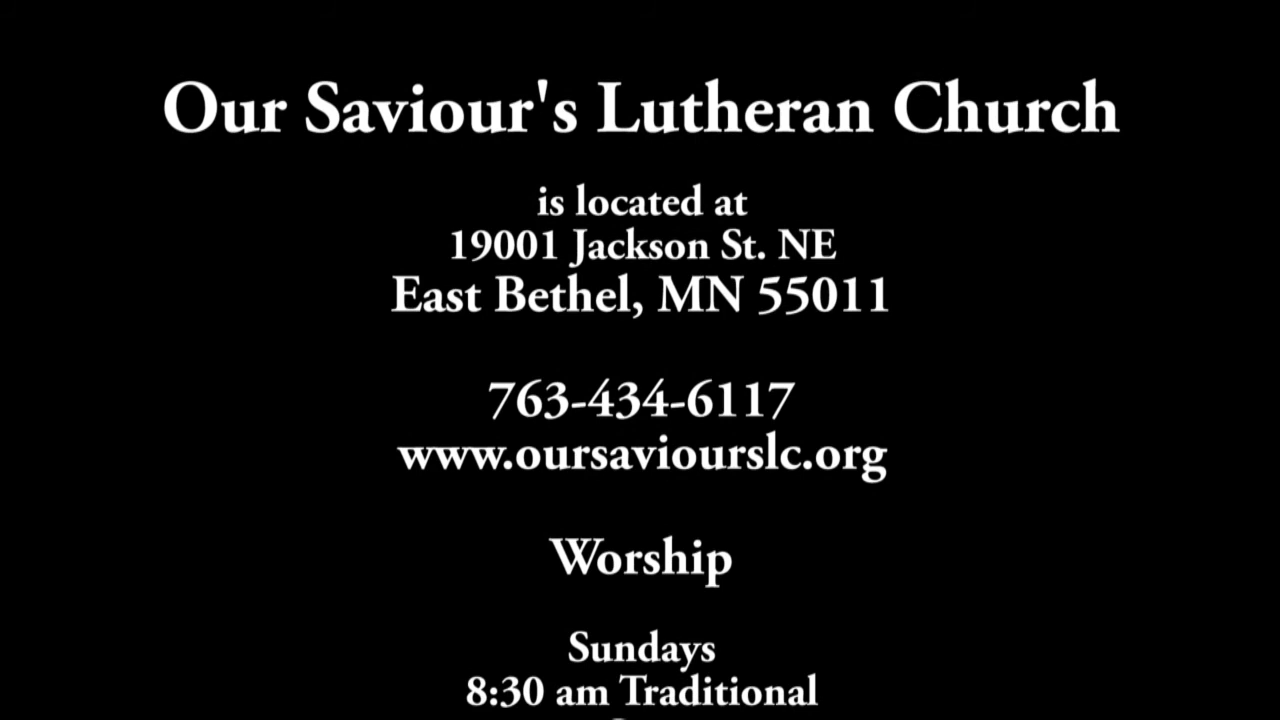 Our Saviour's Lutheran Church
is located at
19001 Jackson St. NE
East Bethel, MN 55011
763-434-6117
www.oursaviourslc.org
Worship
Sundays
8:30 am Traditional